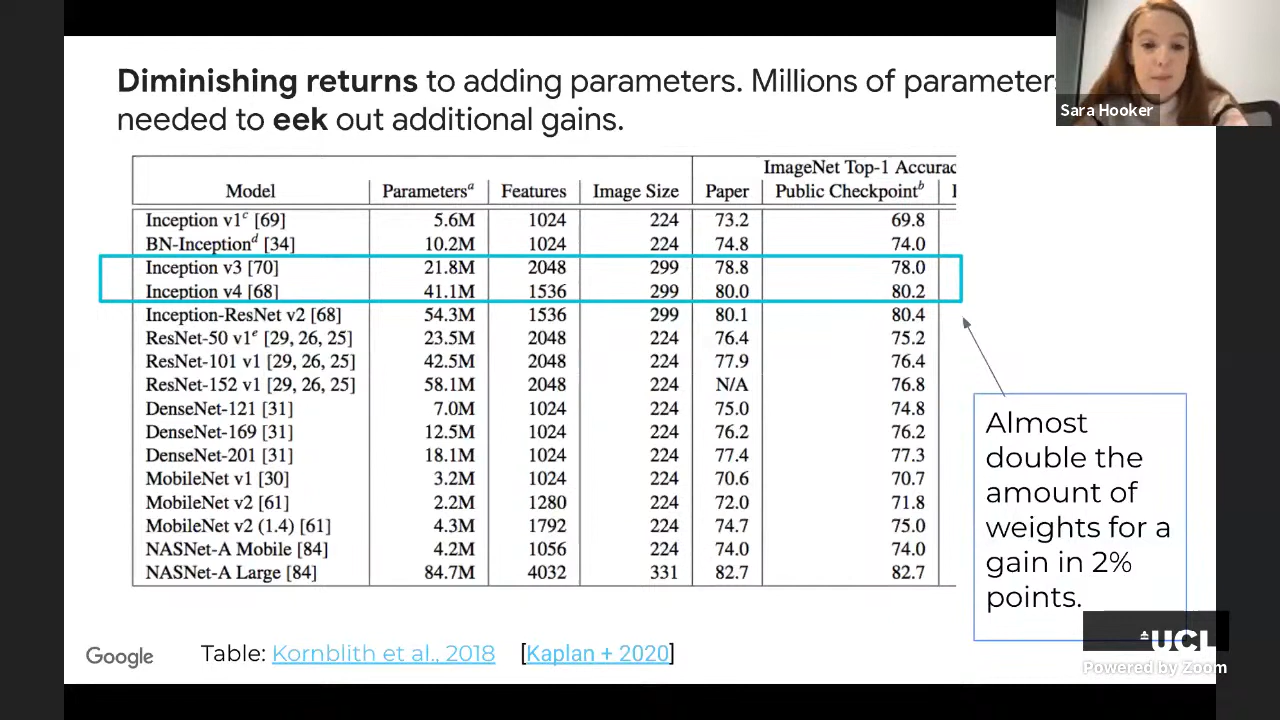 Diminishing returns to adding parameters. Millions of parameter
needed to eek out additional gains.
Sara Hooker
ImageNet Top-1 Accurac
Model Parametersᵃ Features Image Size Paper Public Checkpointᵇ
Inception v1ᶜ [69] 5.6M 1024 224 73.2 69.8
BN-Inceptionᵈ [34] 10.2M 1024 224 74.8 74.0
Inception v3 [70] 21.8M 2048 299 78.8 78.0
Inception v4 [68] 41.1M 1536 299 80.0 80.2
Inception-ResNet v2 [68] 54.3M 1536 299 80.1 80.4
ResNet-50 v1ᵉ [29, 26, 25] 23.5M 2048 224 76.4 75.2
ResNet-101 v1 [29, 26, 25] 42.5M 2048 224 77.9 76.4
ResNet-152 v1 [29, 26, 25] 58.1M 2048 224 N/A 76.8
DenseNet-121 [31] 7.0M 1024 224 75.0 74.8
DenseNet-169 [31] 12.5M 1024 224 76.2 76.2
DenseNet-201 [31] 18.1M 1024 224 77.4 77.3
MobileNet v1 [30] 3.2M 1024 224 70.6 70.7
MobileNet v2 [61] 2.2M 1280 224 72.0 71.8
MobileNet v2 (1.4) [61] 4.3M 1792 224 74.7 75.0
NASNet-A Mobile [84] 4.2M 1056 224 74.0 74.0
NASNet-A Large [84] 84.7M 4032 331 82.7 82.7
Almost
double the
amount of
weights for a
gain in 2%
points.
Google
Table: Kornblith et al., 2018 [Kaplan + 2020]
UCL
Powered by Zoom